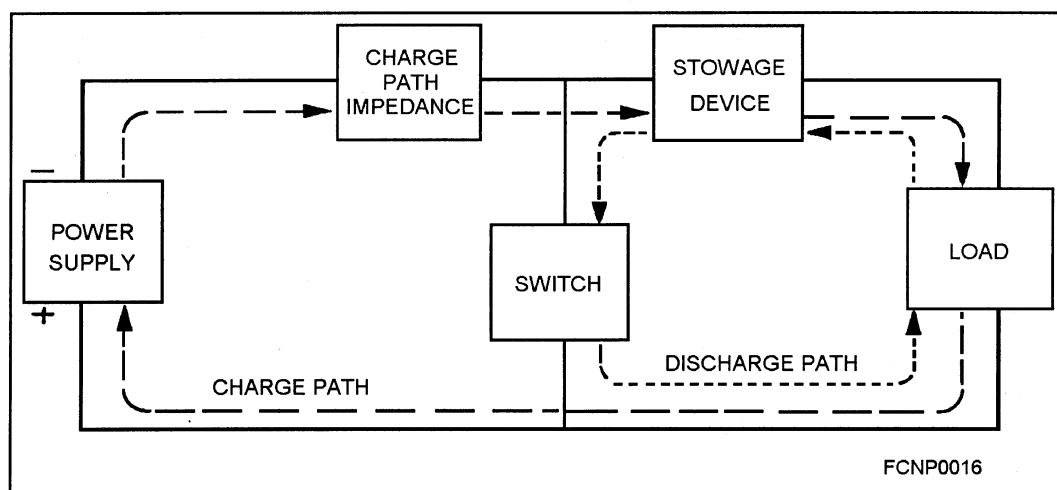 CHARGE
PATH
IMPEDANCE
STOWAGE
DEVICE
−
POWER
SUPPLY
+
SWITCH
LOAD
DISCHARGE PATH
CHARGE PATH
FCNP0016